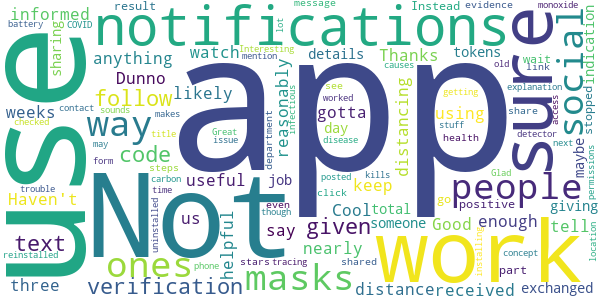 message
COVID
result
battery
sharing
informed
notifications
lot
Instead
evidence
monoxide
old
sure
social
indication
use
anything
watch
Interesting
mention
details
Thanks
tokens
wait
link
explanation
Dunno
likely
reasonably
app
causes
see
worked
getting
stuff
stopped
follow
weeks
contact
sounds
way
code
makes
title
Great
issue
department
infectious
gotta
day
disease
distancing
using
health
share
detector
access
next
maybe
permissions
checked
may
form
steps
time
uninstalled
carbon
trouble
Haven't
Not
useful
job
us
posted
kills
click
keep
go
people
positive
giving
Glad
text
three
reinstalled
ones
phone
verification
helpful
even
though
Cool
say
given
total
someone
Good
enough
tells
location
stars
tracing
shared
nearly
masks
distance
received
work
installing
part
concept
exchanged